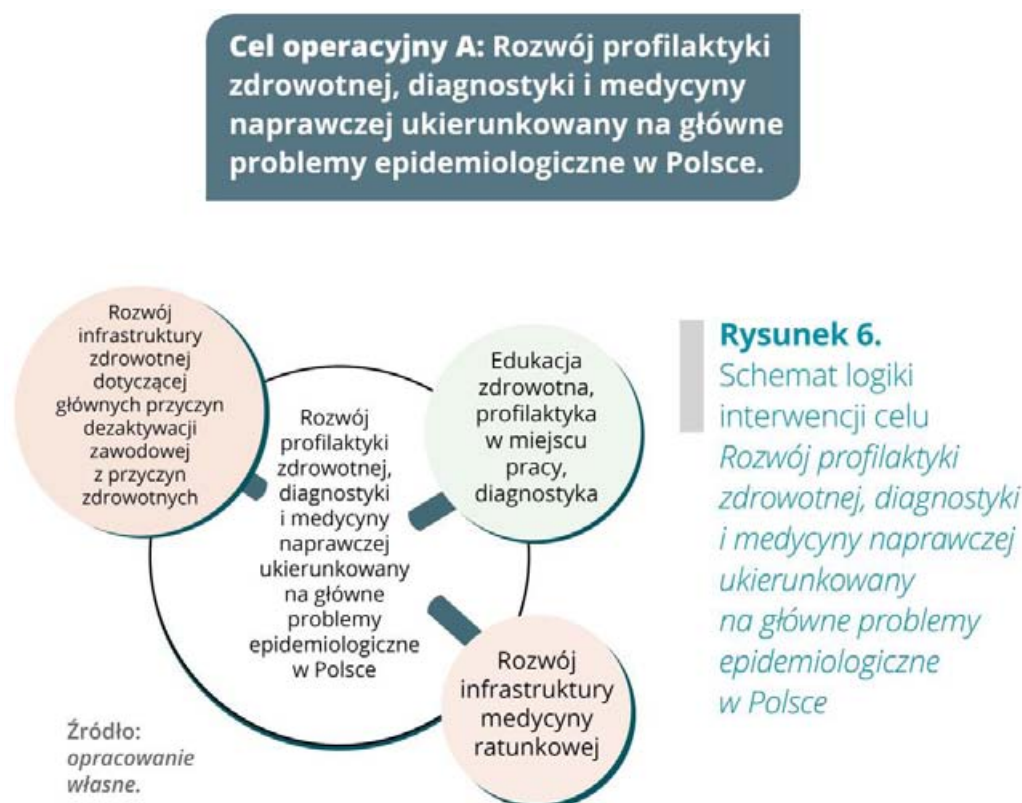 Cel operacyjny A: Rozwój profilaktyki
zdrowotnej, diagnostyki i medycyny
naprawczej ukierunkowany na główne
problemy epidemiologiczne w Polsce.
Rozwój
infrastruktury
zdrowotnej
dotyczącej
głównych przyczyn
dezaktywacji
zawodowej
z przyczyn
zdrowotnych
Rozwój
profilaktyki
zdrowotnej,
diagnostyki
i medycyny
naprawczej
ukierunkowany
na główne
problemy
epidemiologiczne
w Polsce
Edukacja
zdrowotna,
profilaktyka
w miejscu
pracy,
diagnostyka
Rozwój
infrastruktury
medycyny
ratunkowej
Rysunek 6.
Schemat logiki
interwencji celu
Rozwój profilaktyki
zdrowotnej, diagnostyki
i medycyny naprawczej
ukierunkowany
na główne problemy
epidemiologiczne
w Polsce
Źródło:
opracowanie
własne.